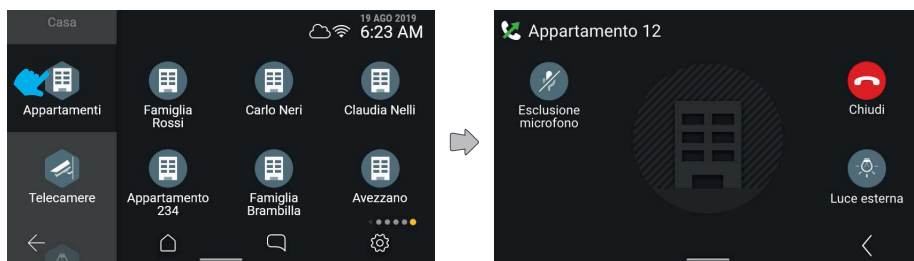 Casa
19 AGO 2019
6:23 AM
Appartamenti
Famiglia
Rossi
Carlo Neri
Claudia Nelli
Telecamere
Appartamento
234
Famiglia
Brambilla
Avezzano
Appartamento 12
Esclusione
microfono
Chiudi
Luce esterna